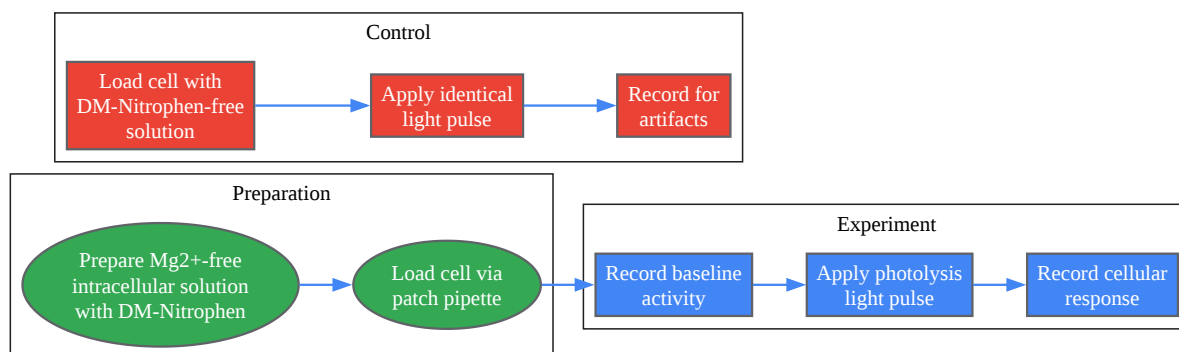 Control
Load cell with
DM-Nitrophen-free
solution
Apply identical
light pulse
Record for
artifacts
Preparation
Prepare Mg2+-free
intracellular solution
with DM-Nitrophen
Load cell via
patch pipette
Experiment
Record baseline
activity
Apply photolysis
light pulse
Record cellular
response